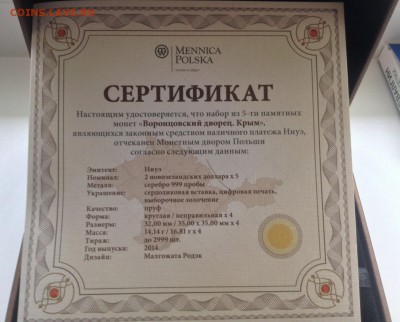 MENNICA
POLSKA
СЕРТИФИКАТ
Настоящим удостоверяется, что набор из 5-ти памятных
монет «Воронцовский дворец. Крым»,
являющихся законным средством наличного платежа Ниуэ,
отчеканен Монетным двором Польши
согласно следующим данным:
Эмитент: Ниуэ
Номинал: 2 новозеландских доллара x 5
Металл: серебро 999 пробы
Украшение: сердоликовая вставка, цифровая печать,
выборочное золочение
Качество: пруф
Форма: круглая / неправильная x 4
Размеры: 32,00 мм / 35,00 x 35,00 мм x 4
Масса: 14,14 г / 16,81 г x 4
Тираж: до 2999 шт.
Год выпуска: 2014
Дизайн: Малгожата Родэк